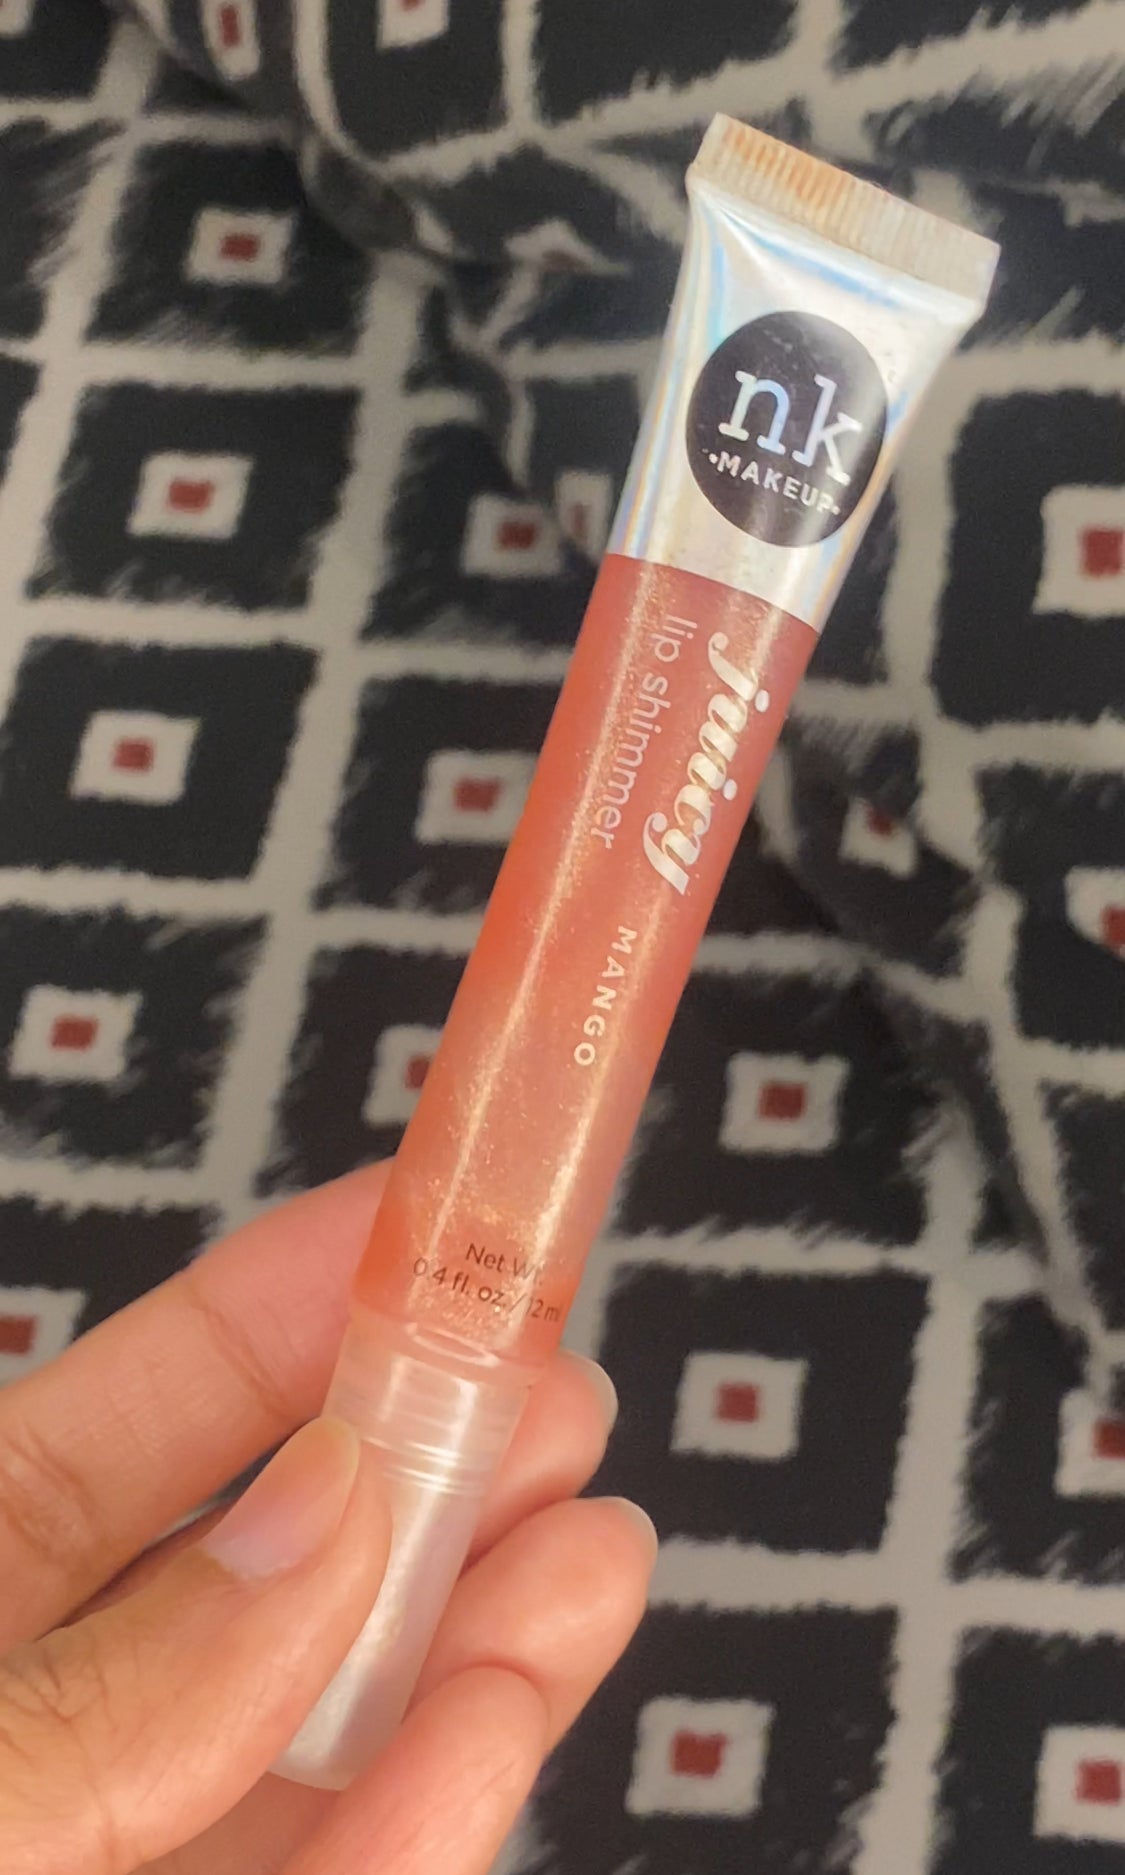 nk
•MAKEUP•
juicy
lip shimmer
MANGO
Net Wt.
0.4 fl. oz. / 12 ml